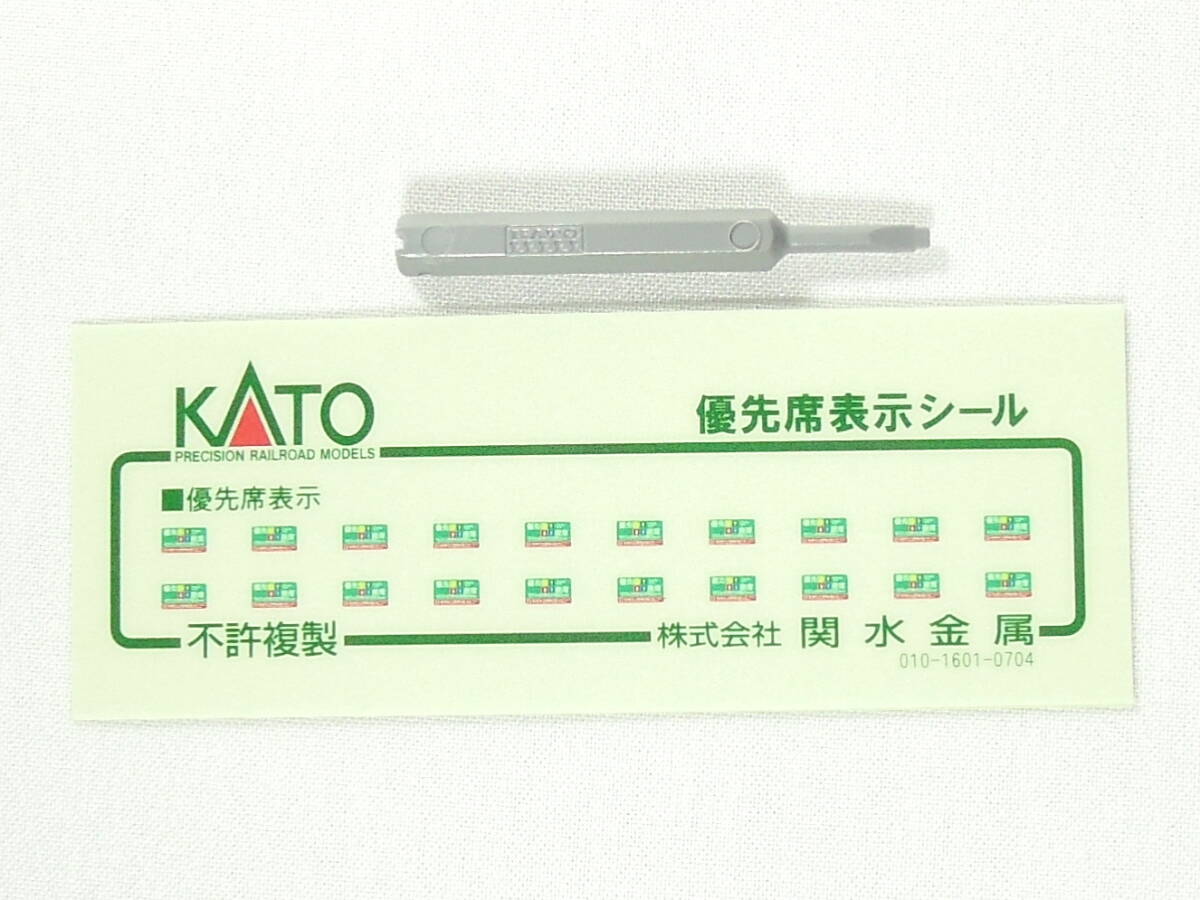 KATO
KATO
PRECISION RAILROAD MODELS
優先席表示シール
■優先席表示
不許複製
株式会社 関水金属
010-1601-0704